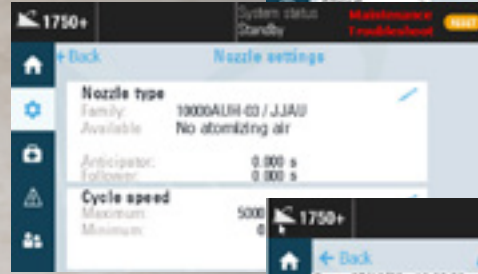 1750+
System status
Standby
Maintenance
Troubleshoot
← Back
Nozzle settings
Nozzle type
Family: 10000AUH-03 / JJAU
Available No atomizing air
Anticipator: 0.000 s
Follower: 0.000 s
Cycle speed
Maximum: 5000
Minimum: 0
1750+
← Back